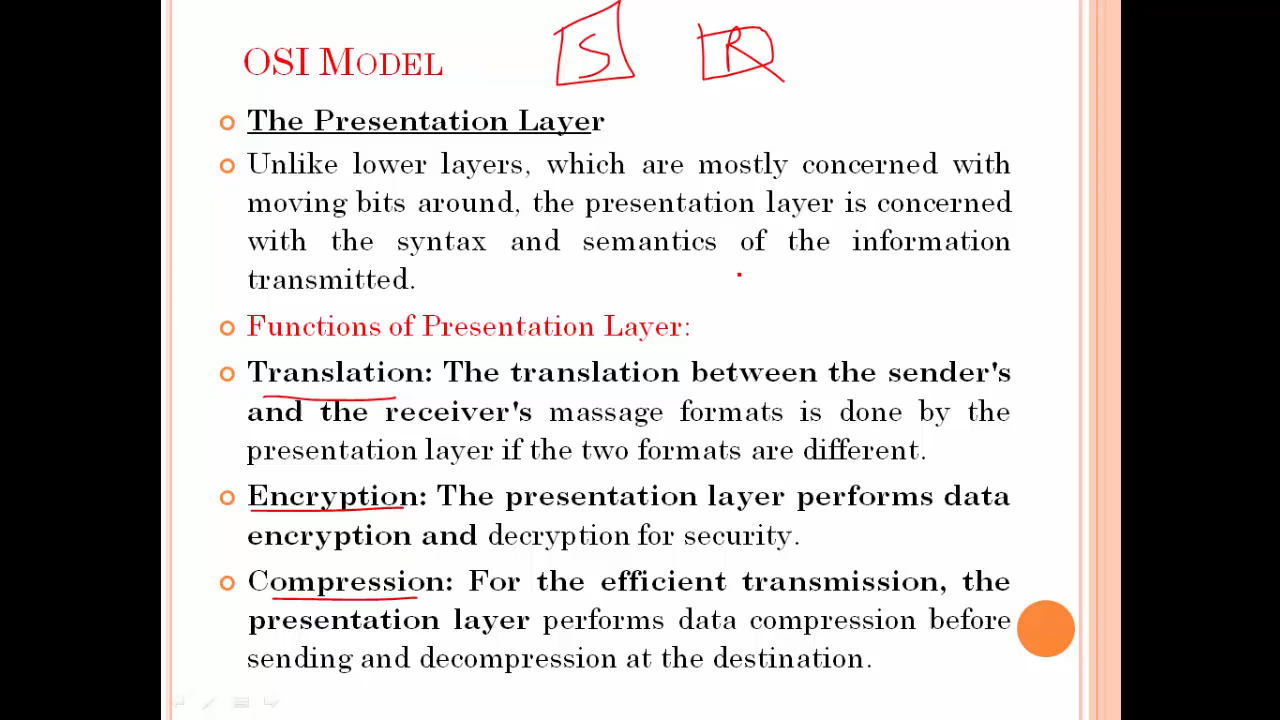 S R
OSI MODEL
The Presentation Layer
Unlike lower layers, which are mostly concerned with
moving bits around, the presentation layer is concerned
with the syntax and semantics of the information
transmitted.
Functions of Presentation Layer:
Translation: The translation between the sender's
and the receiver's massage formats is done by the
presentation layer if the two formats are different.
Encryption: The presentation layer performs data
encryption and decryption for security.
Compression: For the efficient transmission, the
presentation layer performs data compression before
sending and decompression at the destination.